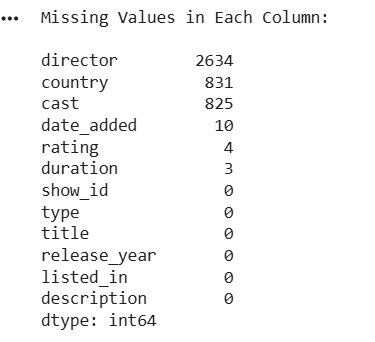 ••• Missing Values in Each Column:
director 2634
country 831
cast 825
date_added 10
rating 4
duration 3
show_id 0
type 0
title 0
release_year 0
listed_in 0
description 0
dtype: int64